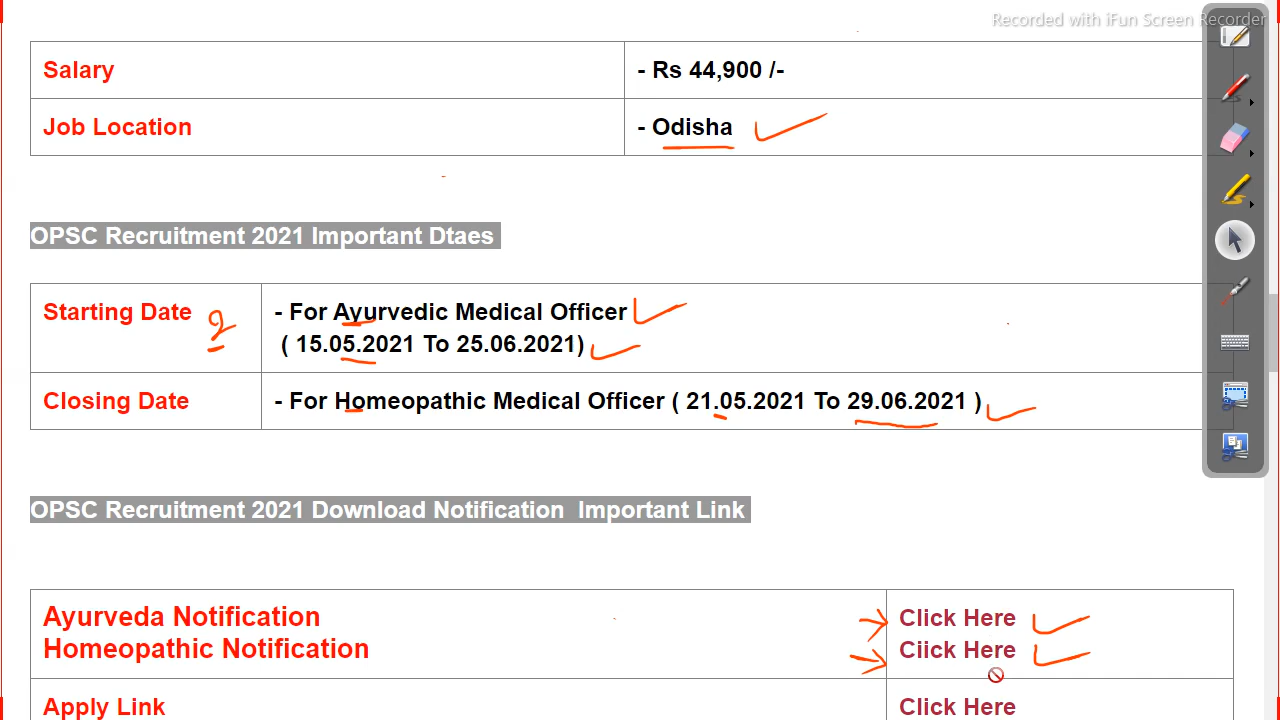 Recorded with iFun Screen Recorder
Salary - Rs 44,900 /-
Job Location - Odisha
OPSC Recruitment 2021 Important Dtaes
Starting Date - For Ayurvedic Medical Officer
( 15.05.2021 To 25.06.2021)
Closing Date - For Homeopathic Medical Officer ( 21.05.2021 To 29.06.2021 )
OPSC Recruitment 2021 Download Notification Important Link
Ayurveda Notification Click Here
Homeopathic Notification Click Here
Apply Link Click Here